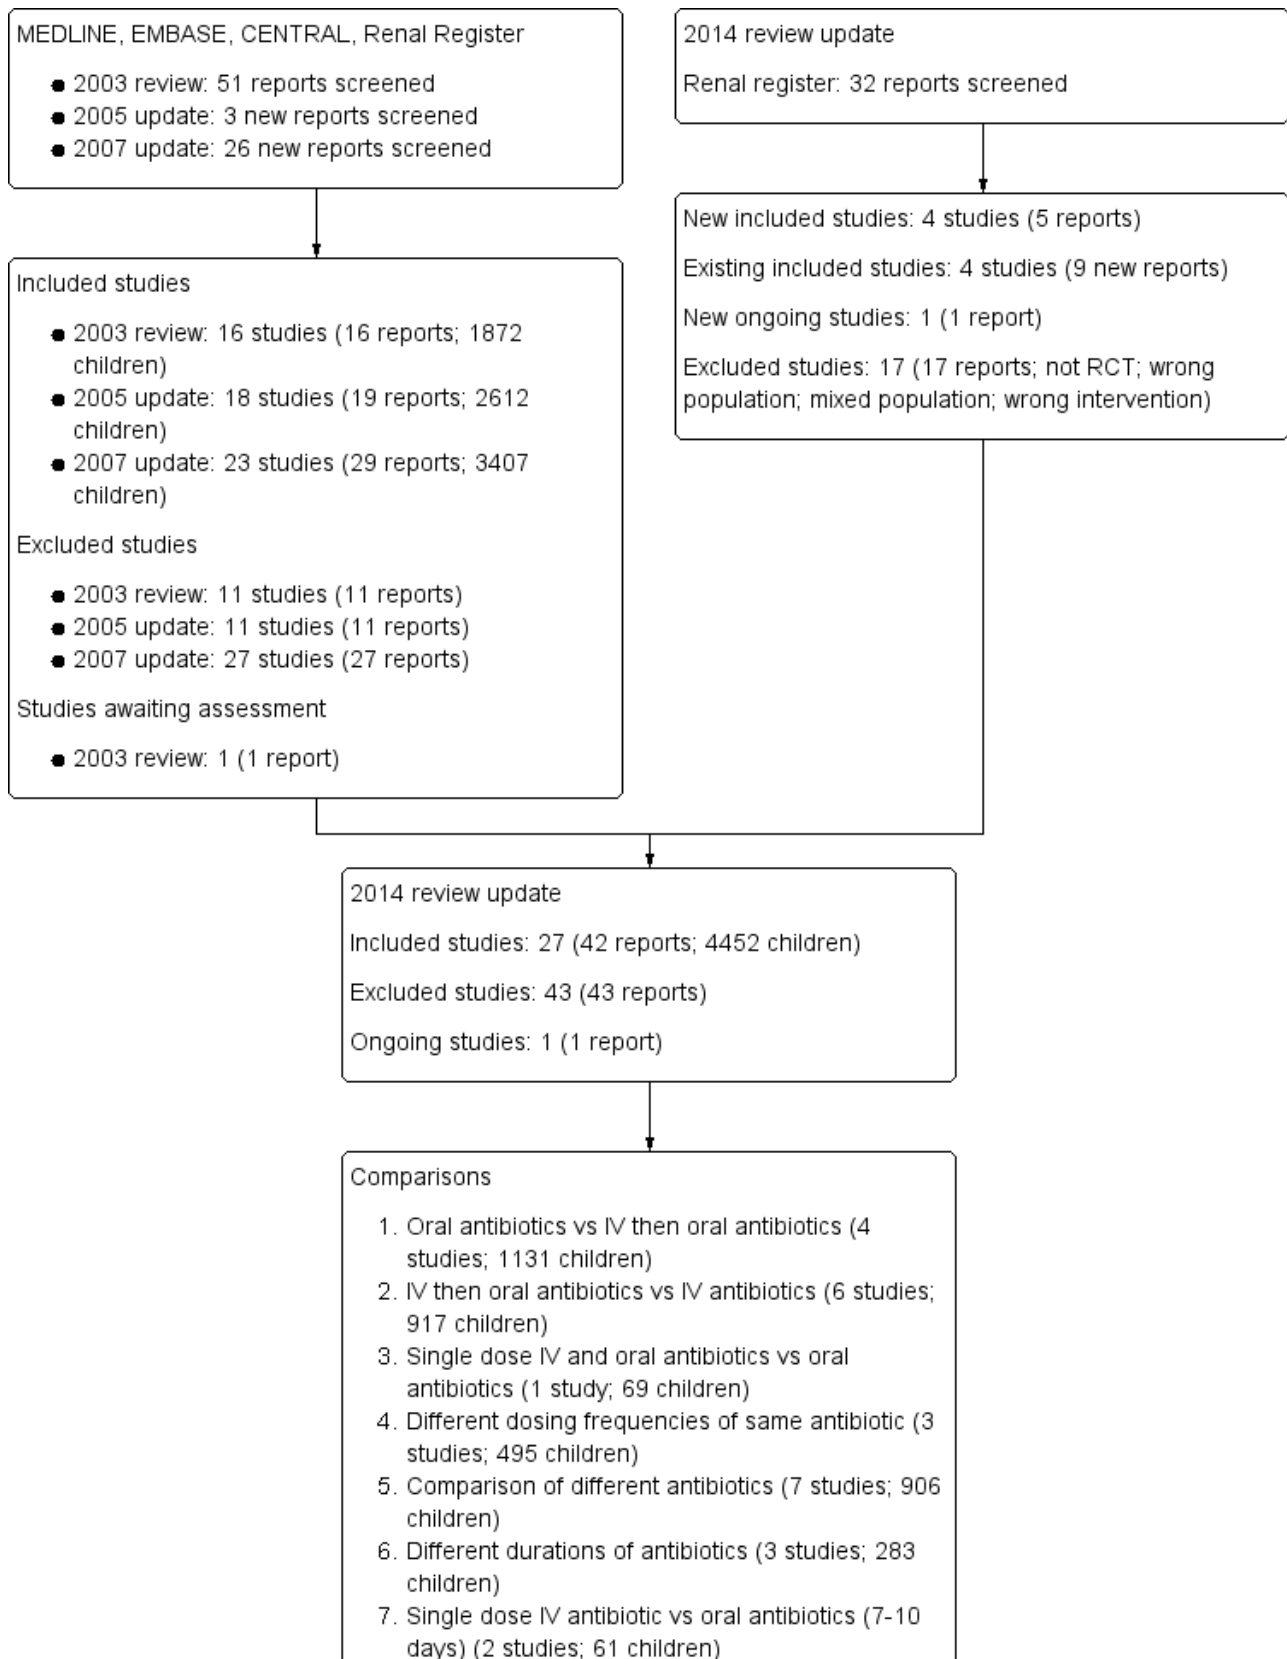 MEDLINE, EMBASE, CENTRAL, Renal Register
● 2003 review: 51 reports screened
● 2005 update: 3 new reports screened
● 2007 update: 26 new reports screened
2014 review update
Renal register: 32 reports screened
Included studies
● 2003 review: 16 studies (16 reports; 1872
children)
● 2005 update: 18 studies (19 reports; 2612
children)
● 2007 update: 23 studies (29 reports; 3407
children)
Excluded studies
● 2003 review: 11 studies (11 reports)
● 2005 update: 11 studies (11 reports)
● 2007 update: 27 studies (27 reports)
Studies awaiting assessment
● 2003 review: 1 (1 report)
New included studies: 4 studies (5 reports)
Existing included studies: 4 studies (9 new reports)
New ongoing studies: 1 (1 report)
Excluded studies: 17 (17 reports; not RCT; wrong
population; mixed population; wrong intervention)
2014 review update
Included studies: 27 (42 reports; 4452 children)
Excluded studies: 43 (43 reports)
Ongoing studies: 1 (1 report)
Comparisons
1. Oral antibiotics vs IV then oral antibiotics (4
studies; 1131 children)
2. IV then oral antibiotics vs IV antibiotics (6 studies;
917 children)
3. Single dose IV and oral antibiotics vs oral
antibiotics (1 study; 69 children)
4. Different dosing frequencies of same antibiotic (3
studies; 495 children)
5. Comparison of different antibiotics (7 studies; 906
children)
6. Different durations of antibiotics (3 studies; 283
children)
7. Single dose IV antibiotic vs oral antibiotics (7-10
days) (2 studies; 61 children)